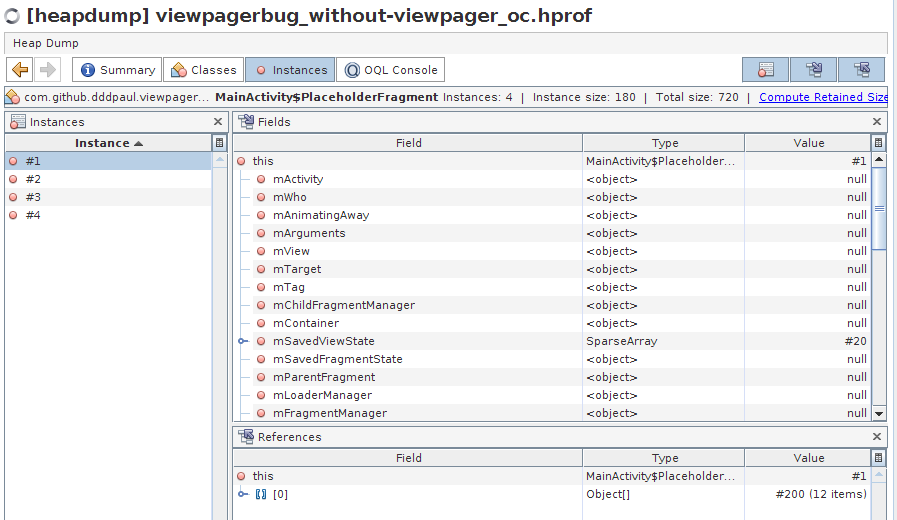 [heapdump] viewpagerbug_without-viewpager_oc.hprof
Heap Dump
Summary Classes Instances OQL Console
com.github.dddpaul.viewpager... MainActivity$PlaceholderFragment Instances: 4 | Instance size: 180 | Total size: 720 | Compute Retained Size
Instances
Instance
#1
#2
#3
#4
Fields
Field Type Value
this MainActivity$Placeholder... #1
mActivity <object> null
mWho <object> null
mAnimatingAway <object> null
mArguments <object> null
mView <object> null
mTarget <object> null
mTag <object> null
mChildFragmentManager <object> null
mContainer <object> null
mSavedViewState SparseArray #20
mSavedFragmentState <object> null
mParentFragment <object> null
mLoaderManager <object> null
mFragmentManager <object> null
References
Field Type Value
this MainActivity$Placeholder... #1
[0] Object[] #200 (12 items)